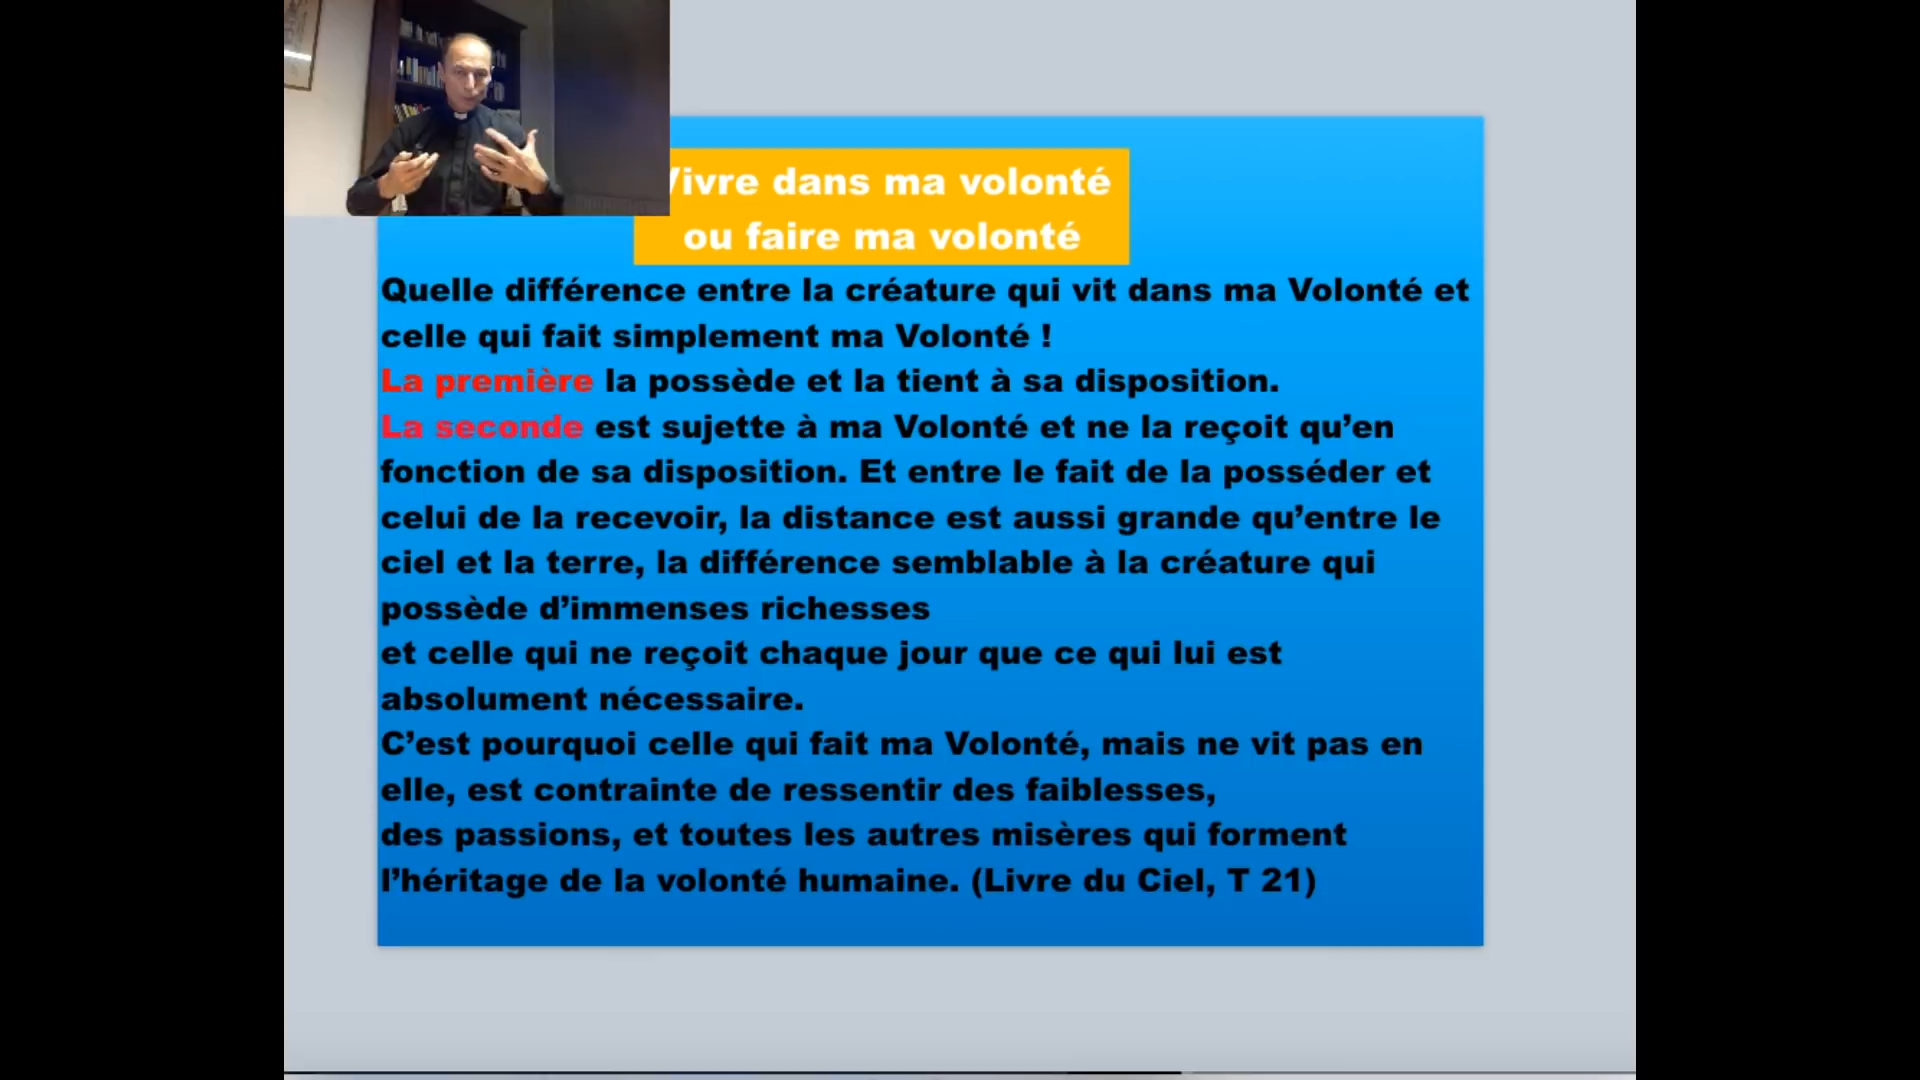 Vivre dans ma volonté
ou faire ma volonté
Quelle différence entre la créature qui vit dans ma Volonté et
celle qui fait simplement ma Volonté !
La première la possède et la tient à sa disposition.
La seconde est sujette à ma Volonté et ne la reçoit qu’en
fonction de sa disposition. Et entre le fait de la posséder et
celui de la recevoir, la distance est aussi grande qu’entre le
ciel et la terre, la différence semblable à la créature qui
possède d’immenses richesses
et celle qui ne reçoit chaque jour que ce qui lui est
absolument nécessaire.
C’est pourquoi celle qui fait ma Volonté, mais ne vit pas en
elle, est contrainte de ressentir des faiblesses,
des passions, et toutes les autres misères qui forment
l’héritage de la volonté humaine. (Livre du Ciel, T 21)